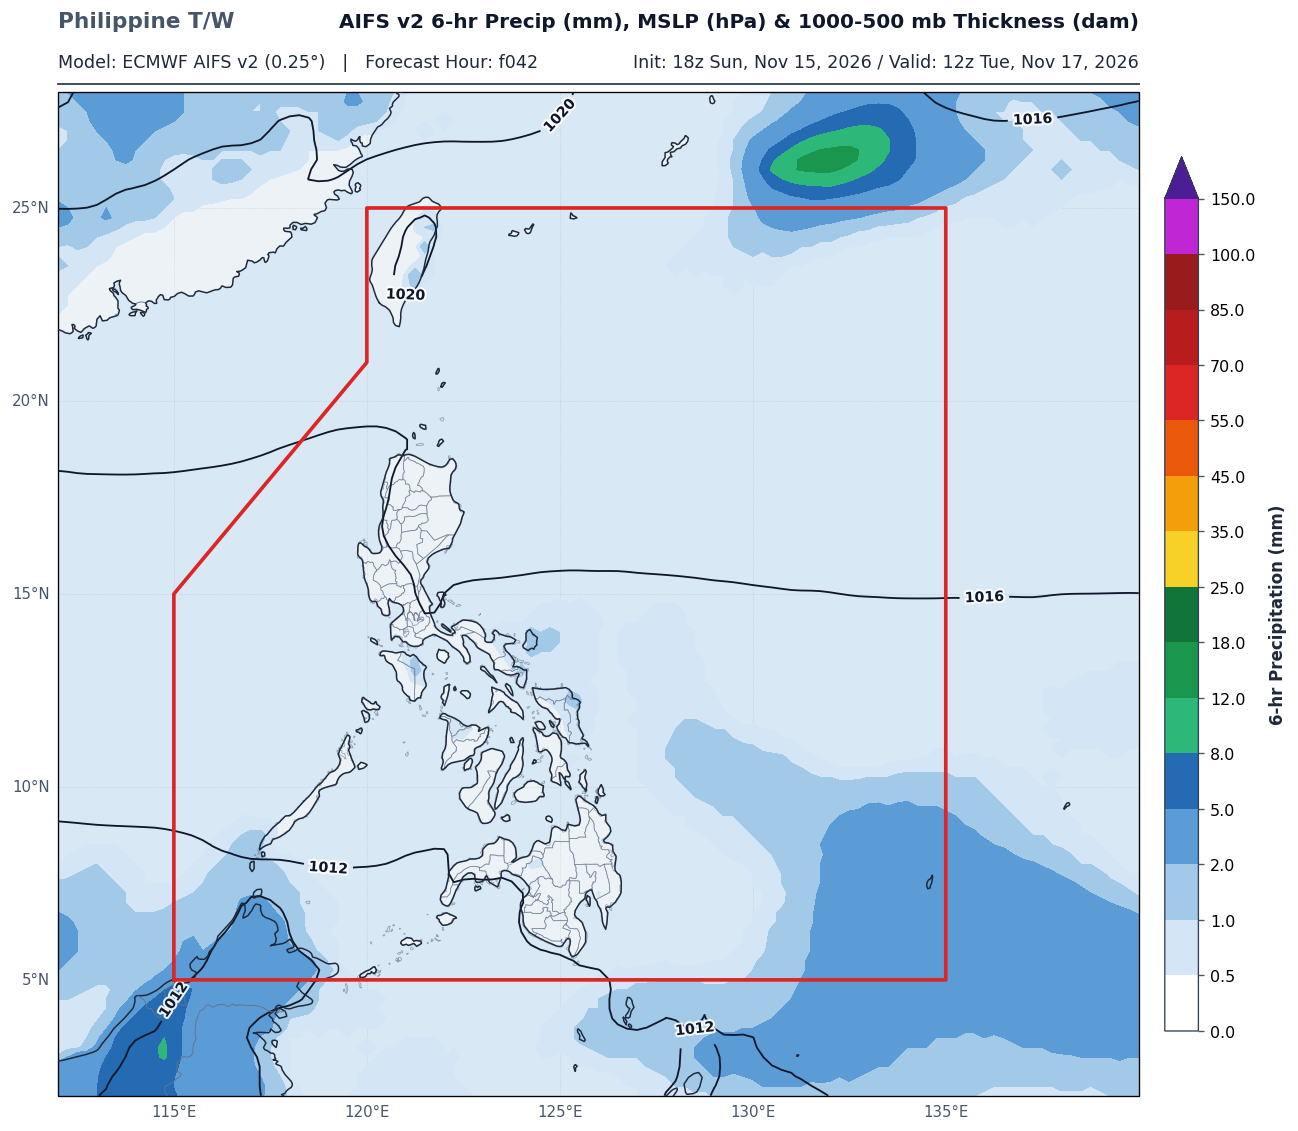 Philippine T/W
AIFS v2 6-hr Precip (mm), MSLP (hPa) & 1000-500 mb Thickness (dam)
Model: ECMWF AIFS v2 (0.25°) | Forecast Hour: f042
Init: 18z Sun, Nov 15, 2026 / Valid: 12z Tue, Nov 17, 2026
1020
1016
25°N
1020
20°N
15°N
1016
10°N
1012
5°N
1012
1012
115°E
120°E
125°E
130°E
135°E
150.0
100.0
85.0
70.0
55.0
45.0
35.0
25.0
18.0
12.0
8.0
5.0
2.0
1.0
0.5
0.0
6-hr Precipitation (mm)